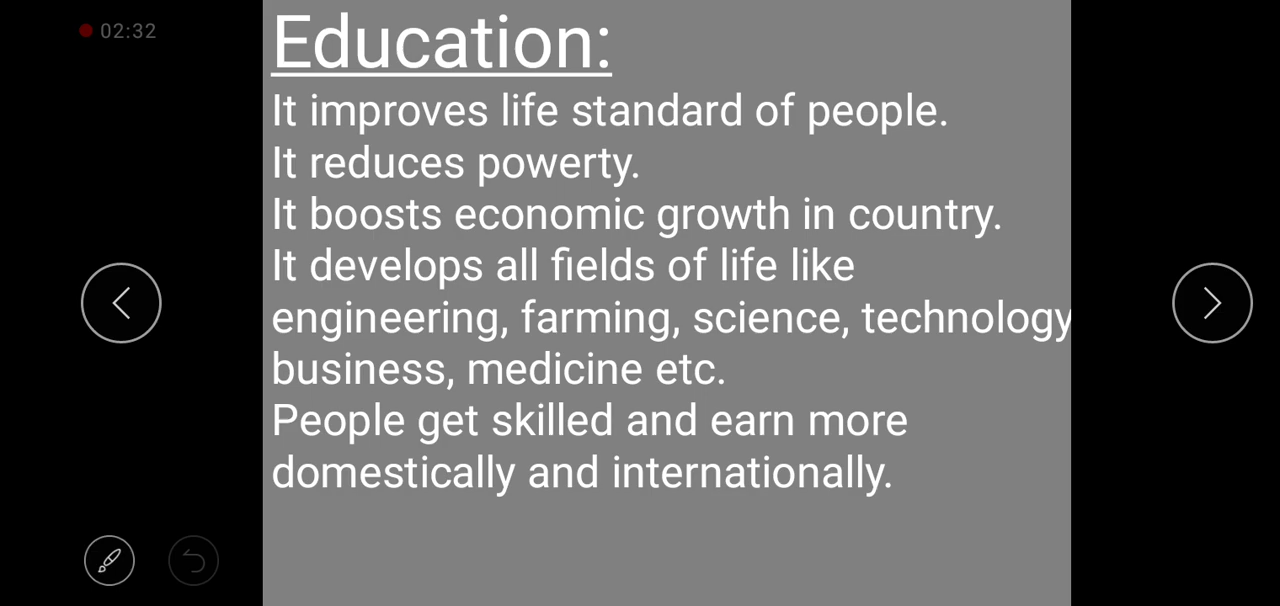 02:32
Education:
It improves life standard of people.
It reduces powerty.
It boosts economic growth in country.
It develops all fields of life like
engineering, farming, science, technology
business, medicine etc.
People get skilled and earn more
domestically and internationally.